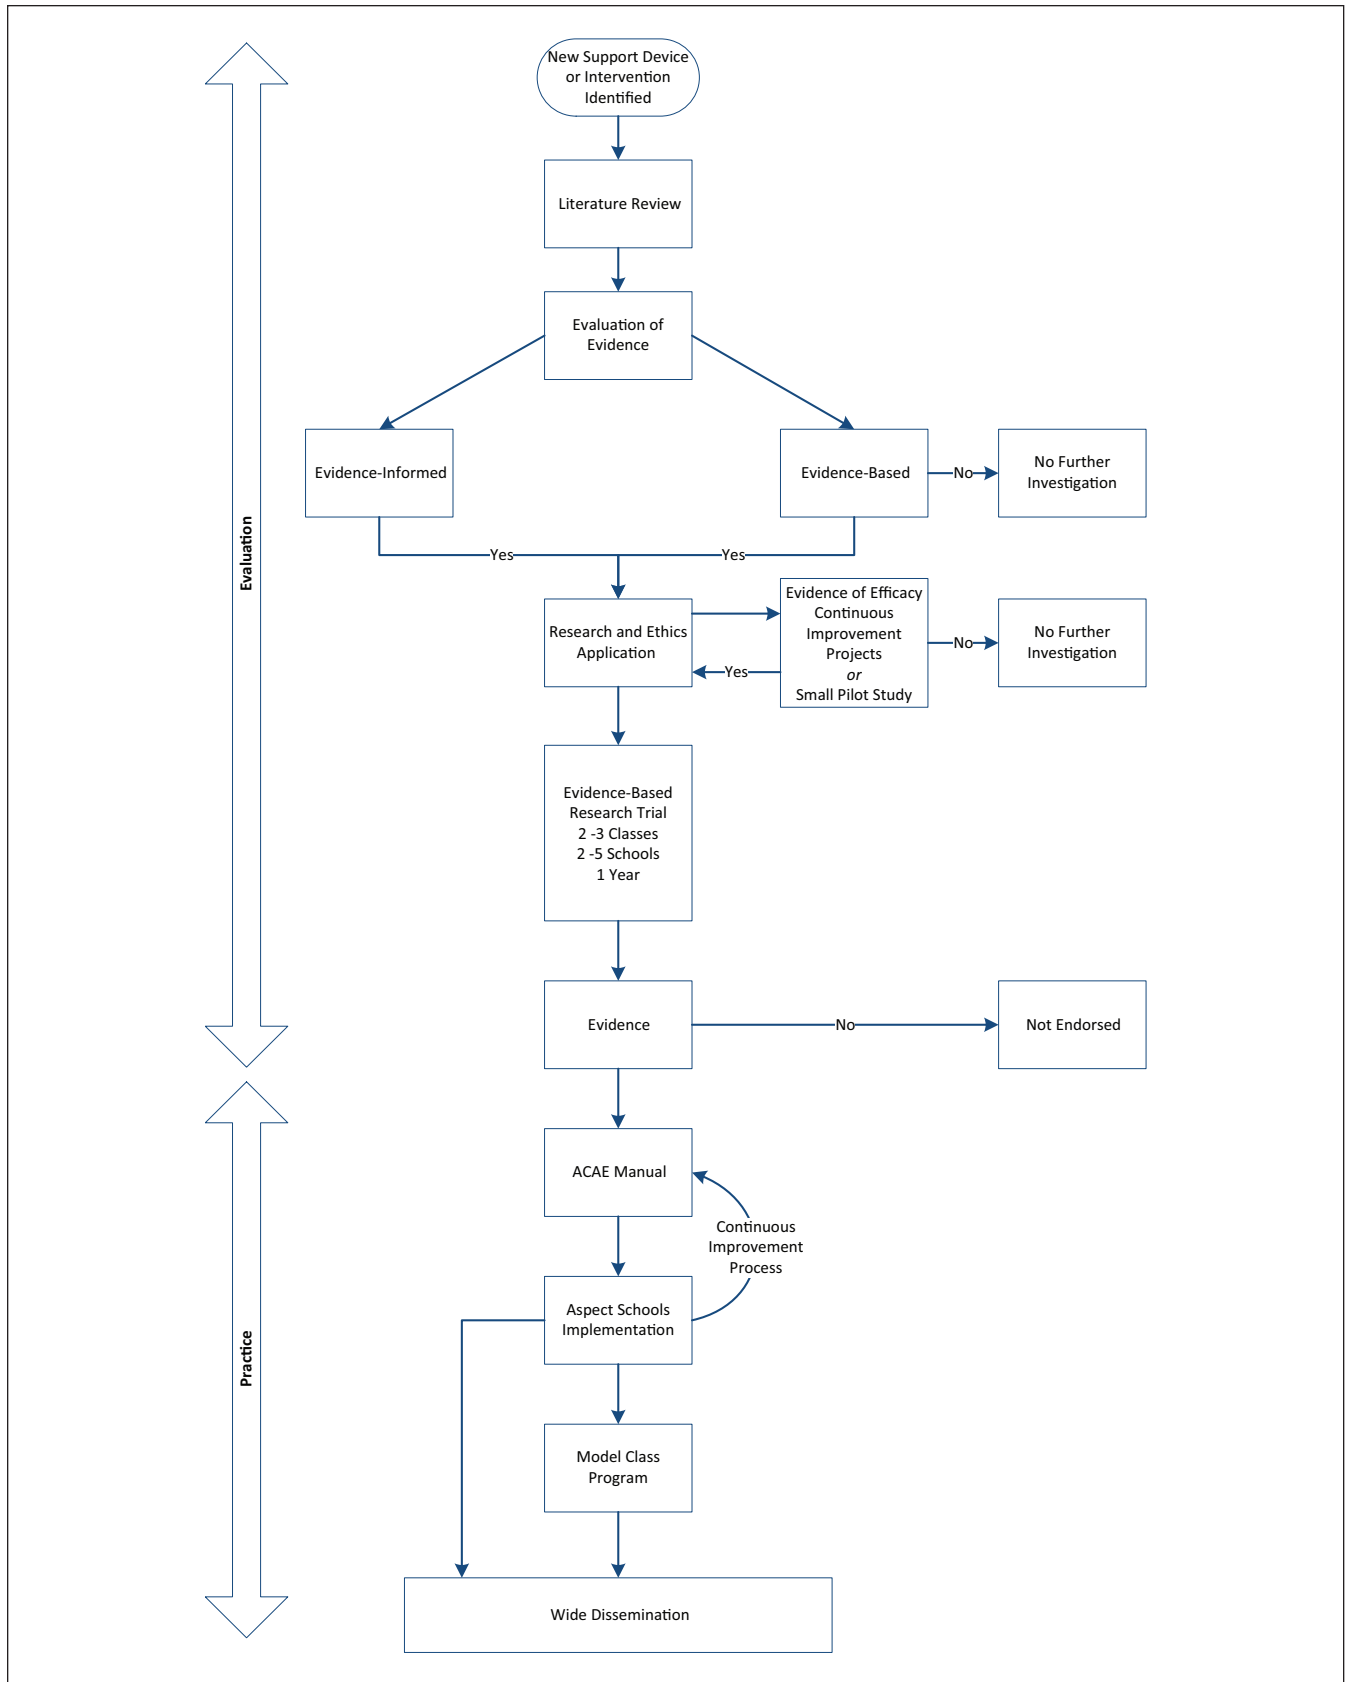 New Support Device
or Intervention
Identified
Literature Review
Evaluation of
Evidence
Evidence-Informed
Evidence-Based
No
No Further
Investigation
Evaluation
Yes
Yes
Research and Ethics
Application
Evidence of Efficacy
Continuous
Improvement
Projects
or
Small Pilot Study
No
No Further
Investigation
Yes
Evidence-Based
Research Trial
2 -3 Classes
2 -5 Schools
1 Year
Evidence
No
Not Endorsed
ACAE Manual
Continuous
Improvement
Process
Aspect Schools
Implementation
Practice
Model Class
Program
Wide Dissemination